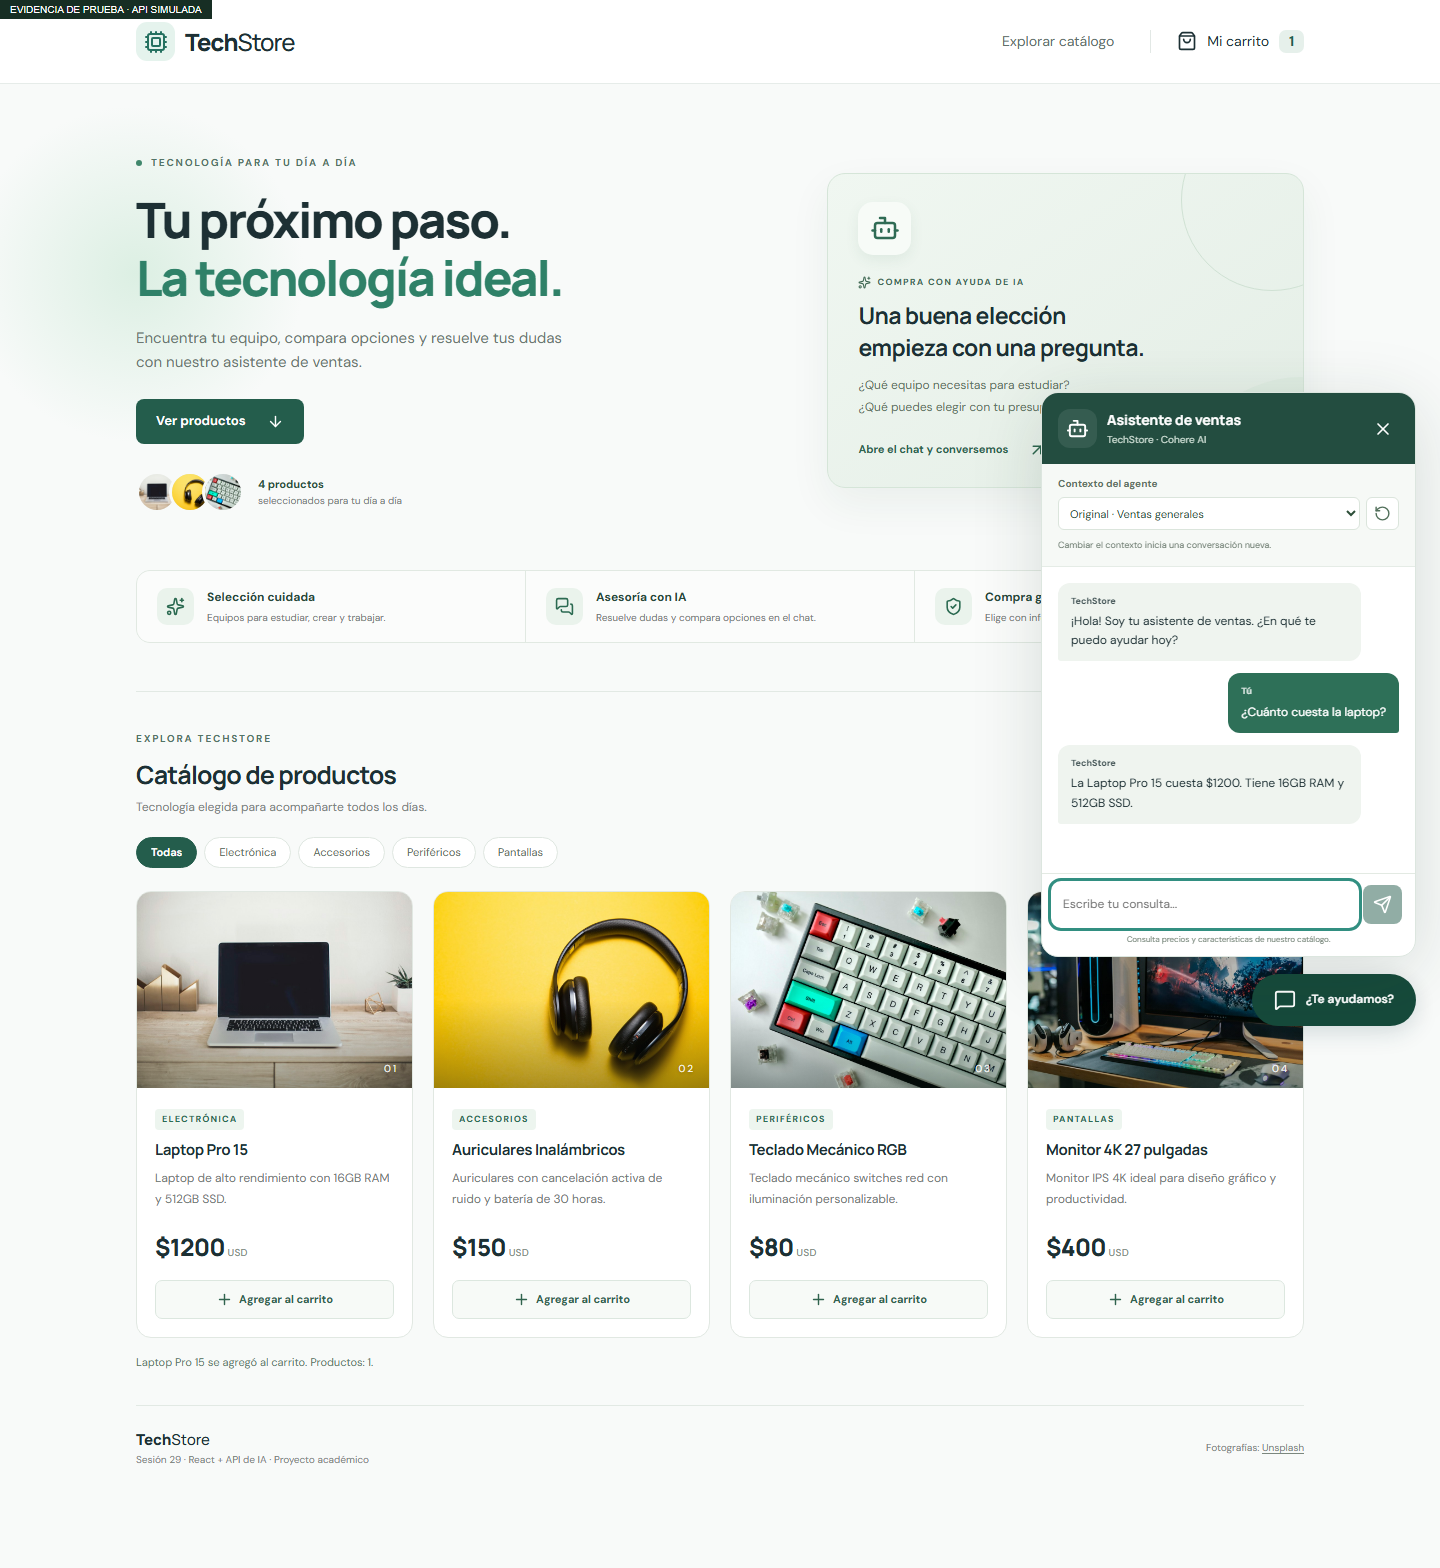 EVIDENCIA DE PRUEBA · API SIMULADA
TechStore
Explorar catálogo
Mi carrito
1
TECNOLOGÍA PARA TU DÍA A DÍA
Tu próximo paso.
La tecnología ideal.
Encuentra tu equipo, compara opciones y resuelve tus dudas
con nuestro asistente de ventas.
Ver productos
4 productos
seleccionados para tu día a día
COMPRA CON AYUDA DE IA
Una buena elección
empieza con una pregunta.
¿Qué equipo necesitas para estudiar?
¿Qué puedes elegir con tu
Abre el chat y conversemos
Selección cuidada
Equipos para estudiar, crear y trabajar.
Asesoría con IA
Resuelve dudas y compara opciones en el chat.
Compra
Elige con
EXPLORA TECHSTORE
Catálogo de productos
Tecnología elegida para acompañarte todos los días.
Todas
Electrónica
Accesorios
Periféricos
Pantallas
01
ELECTRÓNICA
Laptop Pro 15
Laptop de alto rendimiento con 16GB RAM
y 512GB SSD.
$1200 USD
Agregar al carrito
02
ACCESORIOS
Auriculares Inalámbricos
Auriculares con cancelación activa de
ruido y batería de 30 horas.
$150 USD
Agregar al carrito
03
PERIFÉRICOS
Teclado Mecánico RGB
Teclado mecánico switches red con
iluminación personalizable.
$80 USD
Agregar al carrito
04
PANTALLAS
Monitor 4K 27 pulgadas
Monitor IPS 4K ideal para diseño gráfico y
productividad.
$400 USD
Agregar al carrito
Laptop Pro 15 se agregó al carrito. Productos: 1.
TechStore
Sesión 29 · React + API de IA · Proyecto académico
Fotografías: Unsplash
Asistente de ventas
TechStore · Cohere AI
Contexto del agente
Original · Ventas generales
Cambiar el contexto inicia una conversación nueva.
TechStore
¡Hola! Soy tu asistente de ventas. ¿En qué te
puedo ayudar hoy?
Tú
¿Cuánto cuesta la laptop?
TechStore
La Laptop Pro 15 cuesta $1200. Tiene 16GB RAM y
512GB SSD.
Escribe tu consulta...
Consulta precios y características de nuestro catálogo.
¿Te ayudamos?